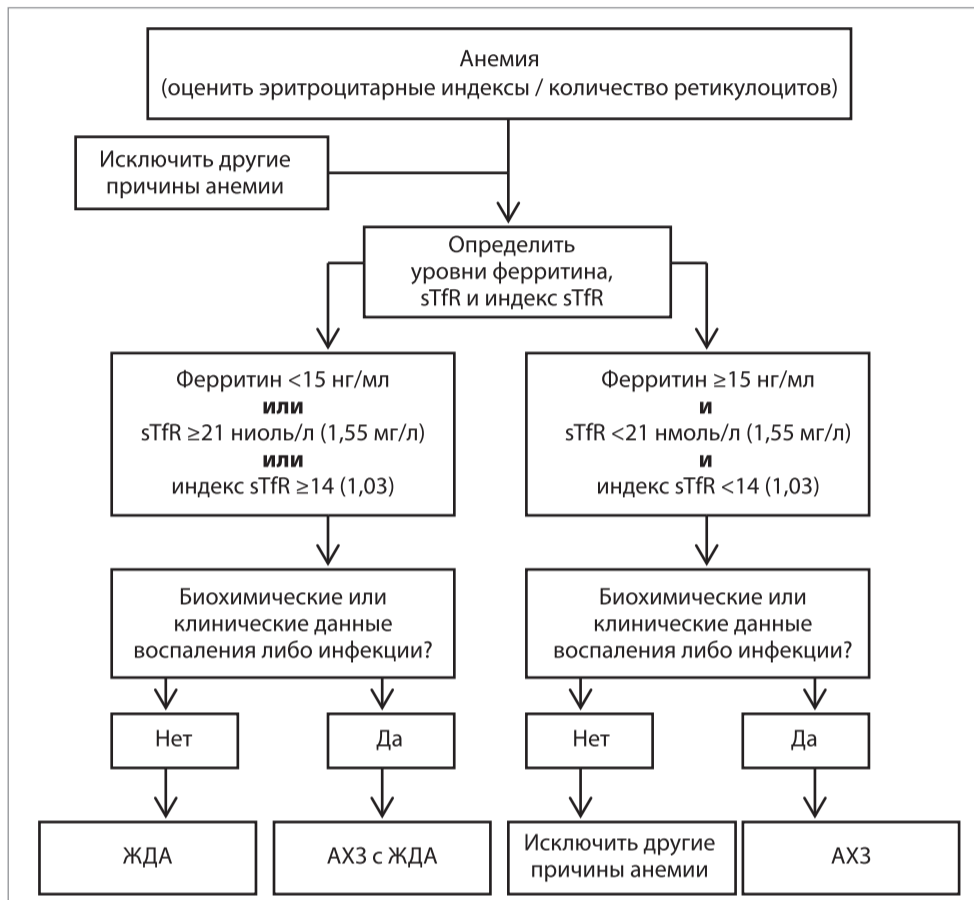 Анемия
(оценить эритроцитарные индексы / количество ретикулоцитов)
Исключить другие
причины анемии
Определить
уровни ферритина,
sTfR и индекс sTfR
Ферритин <15 нг/мл
или
sTfR ≥21 ниоль/л (1,55 мг/л)
или
индекс sTfR ≥14 (1,03)
Ферритин ≥15 нг/мл
и
sTfR <21 нмоль/л (1,55 мг/л)
и
индекс sTfR <14 (1,03)
Биохимические или
клинические данные
воспаления либо инфекции?
Биохимические или
клинические данные
воспаления либо инфекции?
Нет
Да
Нет
Да
ЖДА
АХЗ с ЖДА
Исключить другие
причины анемии
АХЗ